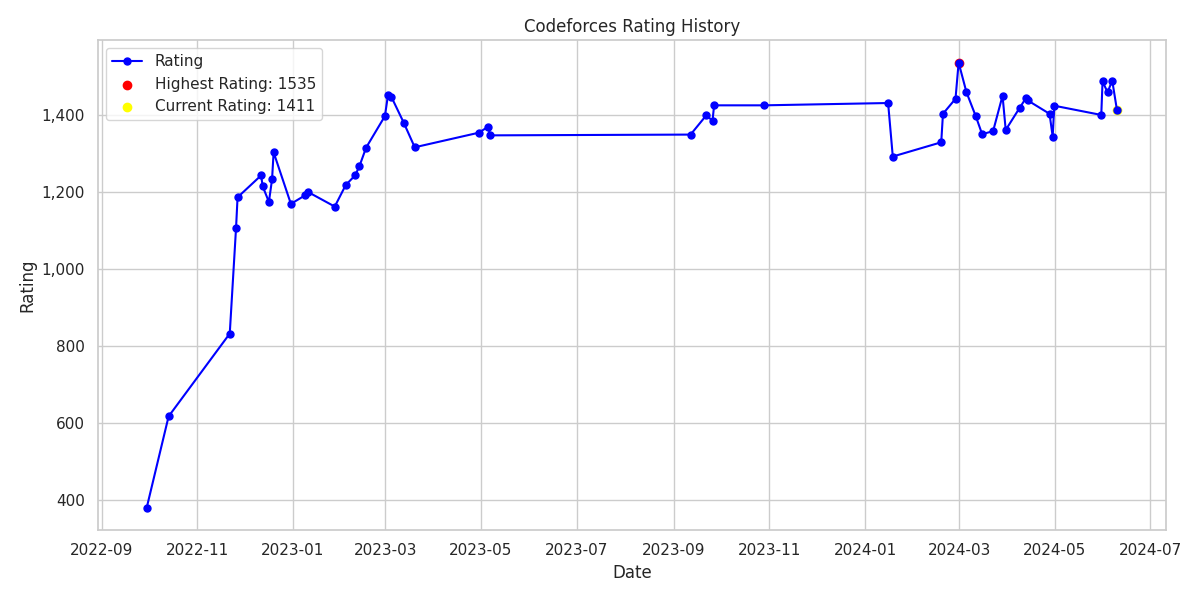 Codeforces Rating History
Rating
Highest Rating: 1535
Current Rating: 1411
1,400
1,200
1,000
800
600
400
Rating
2022-09 2022-11 2023-01 2023-03 2023-05 2023-07 2023-09 2023-11 2024-01 2024-03 2024-05 2024-07
Date